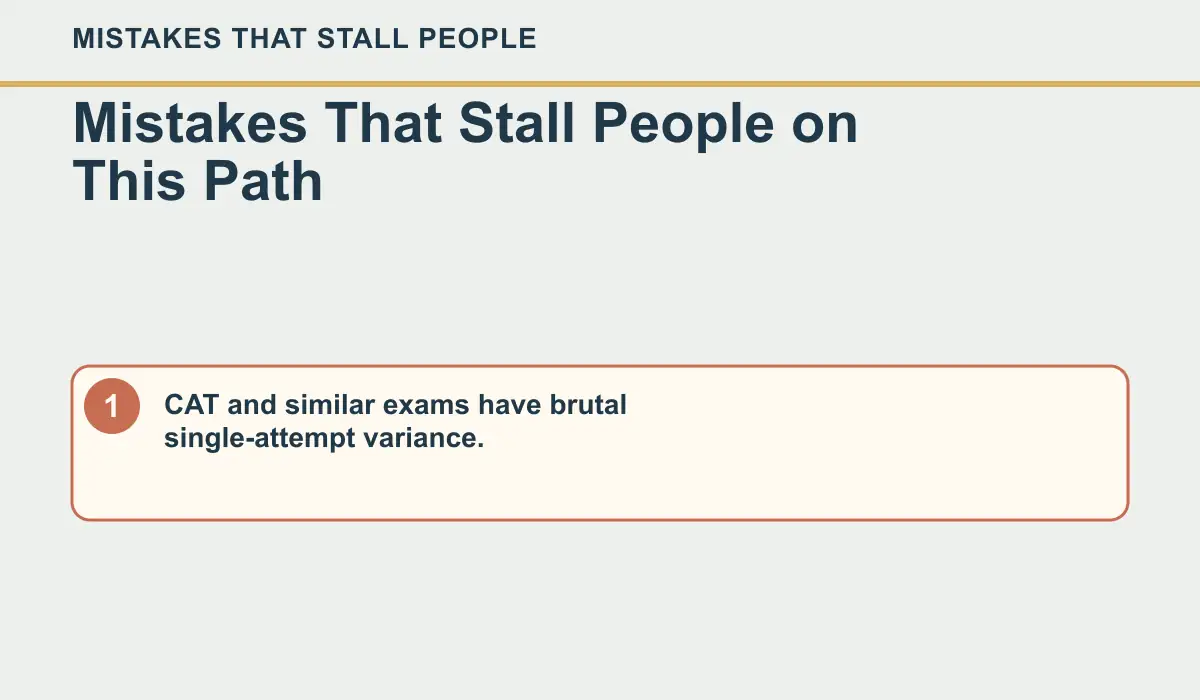 MISTAKES THAT STALL PEOPLE
Mistakes That Stall People on
This Path
1
CAT and similar exams have brutal
single-attempt variance.